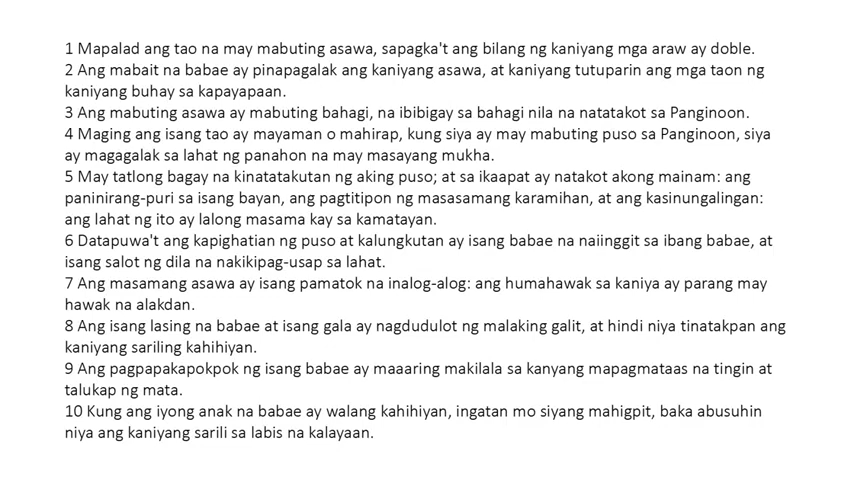 1 Mapalad ang tao na may mabuting asawa, sapagka't ang bilang ng kaniyang mga araw ay doble.
2 Ang mabait na babae ay pinapagalak ang kaniyang asawa, at kaniyang tutuparin ang mga taon ng
kaniyang buhay sa kapayapaan.
3 Ang mabuting asawa ay mabuting bahagi, na ibibigay sa bahagi nila na natatakot sa Panginoon.
4 Maging ang isang tao ay mayaman o mahirap, kung siya ay may mabuting puso sa Panginoon, siya
ay magagalak sa lahat ng panahon na may masayang mukha.
5 May tatlong bagay na kinatatakutan ng aking puso; at sa ikaapat ay natakot akong mainam: ang
paninirang-puri sa isang bayan, ang pagtitipon ng masasamang karamihan, at ang kasinungalingan:
ang lahat ng ito ay lalong masama kay sa kamatayan.
6 Datapuwa't ang kapighatian ng puso at kalungkutan ay isang babae na naiinggit sa ibang babae, at
isang salot ng dila na nakikipag-usap sa lahat.
7 Ang masamang asawa ay isang pamatok na inalog-alog: ang humahawak sa kaniya ay parang may
hawak na alakdan.
8 Ang isang lasing na babae at isang gala ay nagdudulot ng malaking galit, at hindi niya tinatakpan ang
kaniyang sariling kahihiyan.
9 Ang pagpapakapokpok ng isang babae ay maaaring makilala sa kanyang mapagmataas na tingin at
talukap ng mata.
10 Kung ang iyong anak na babae ay walang kahihiyan, ingatan mo siyang mahigpit, baka abusuhin
niya ang kaniyang sarili sa labis na kalayaan.